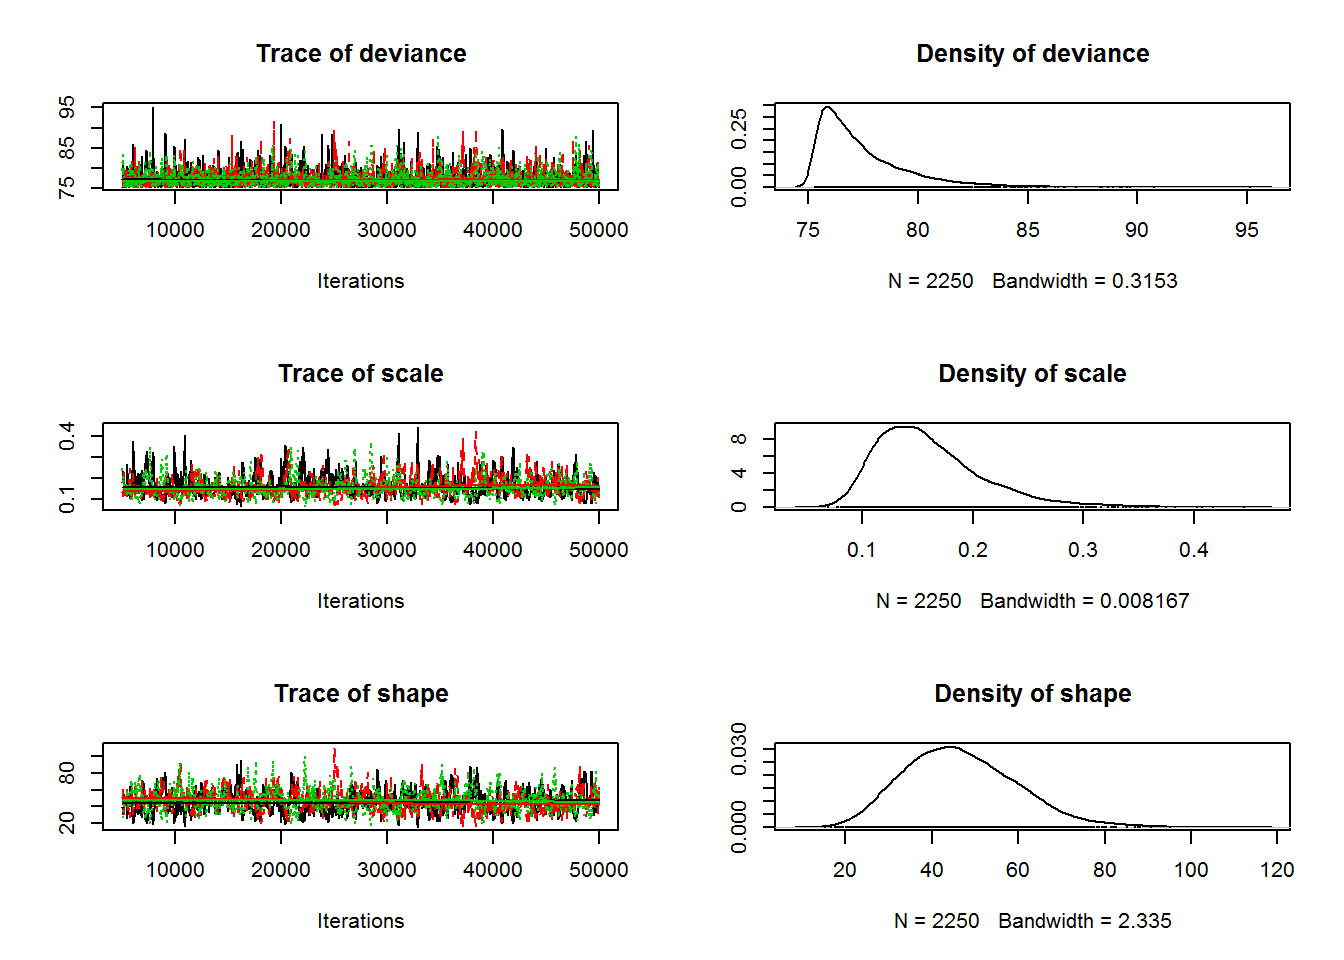 Trace of deviance
95
85
75
10000 20000 30000 40000 50000
Iterations
Density of deviance
0.25
0.00
75 80 85 90 95
N = 2250 Bandwidth = 0.3153
Trace of scale
0.4
0.1
10000 20000 30000 40000 50000
Iterations
Density of scale
8
4
0
0.1 0.2 0.3 0.4
N = 2250 Bandwidth = 0.008167
Trace of shape
80
20
10000 20000 30000 40000 50000
Iterations
Density of shape
0.030
0.000
20 40 60 80 100 120
N = 2250 Bandwidth = 2.335